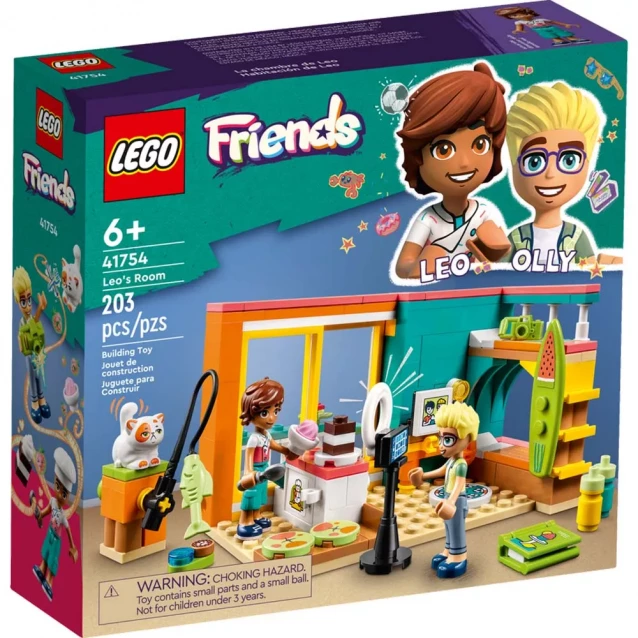 LEGO
41754
La chambre de Leo
Habitación de Leo
LEGO
Friends
41754
LEGO
Friends
6+
41754
Leo's Room
203
pcs/pzs
Building Toy
Jouet de
construction
Juguete para
Construir
LEO
OLLY
WARNING: CHOKING HAZARD.
Toy contains small parts and a small ball.
Not for children under 3 years.